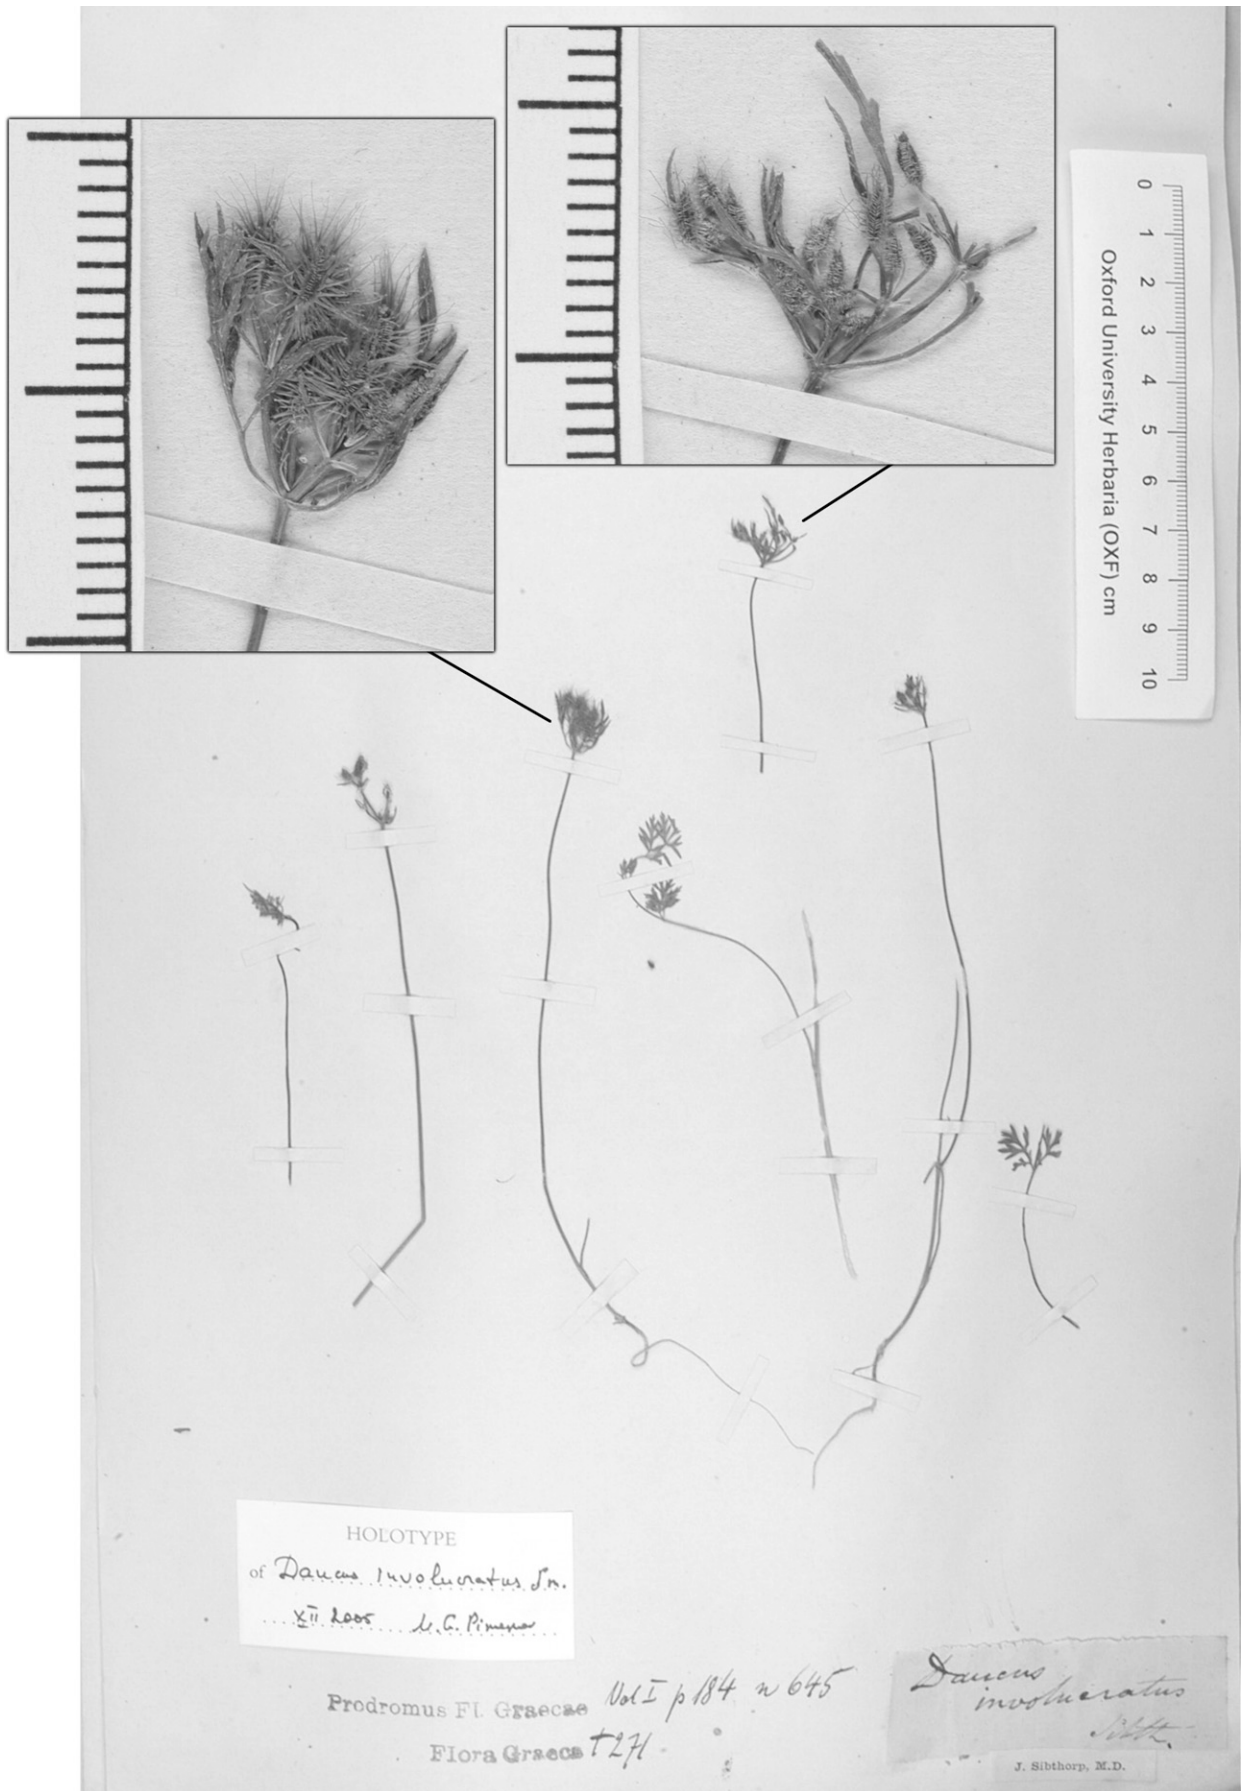 0
1
2
3
4
5
6
7
8
9
10
Oxford University Herbaria (OXF) cm
HOLOTYPE
of Daucus involucratus Sm.
XII 2005 M.G. Pimenov
Prodromus Fl. Graecae Vol I p 184 n 645
Flora Graeca t 271
Daucus
involucratus
Sibth.
J. Sibthorp, M.D.